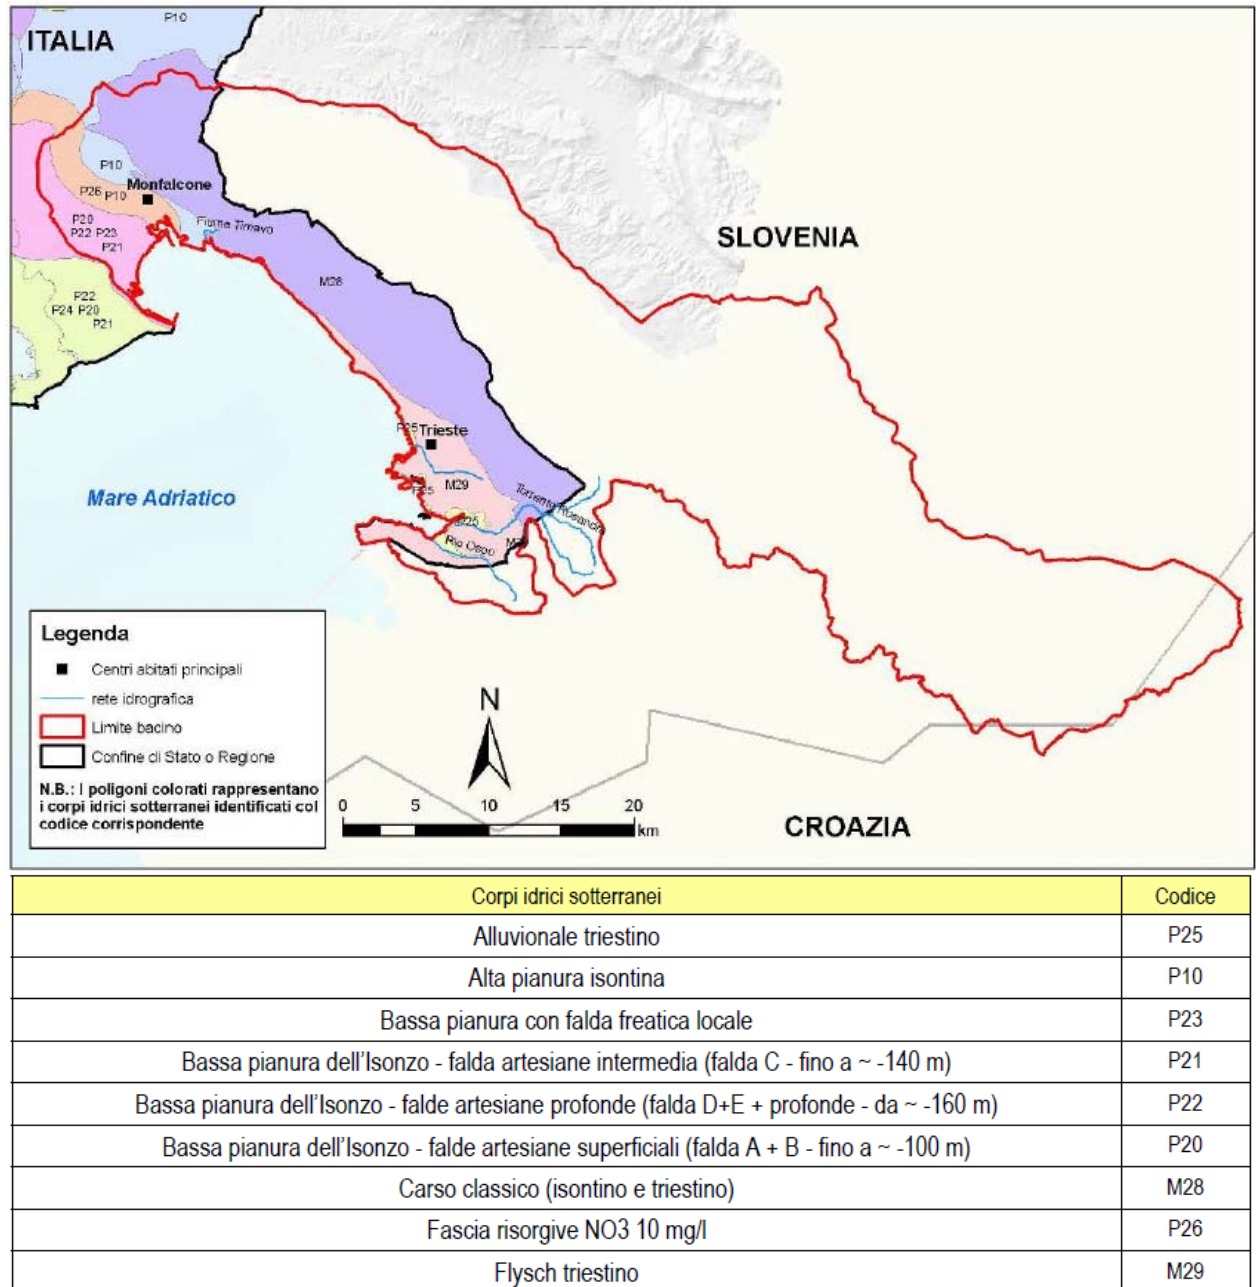 P10
ITALIA
P10
Monfalcone
P26 P10
Fiume Timavo
P20
P22 P23
P21
SLOVENIA
M28
P22
P24 P20
P21
P25
Trieste
Mare Adriatico
M29
P25
Torrente Rosandra
P25
Rio Ospo
Legenda
Centri abitati principali
rete idrografica
Limite bacino
Confine di Stato o Regione
N.B.: I poligoni colorati rappresentano
i corpi idrici sotterranei identificati col
codice corrispondente
N
0 5 10 15 20
km
CROAZIA
Corpi idrici sotterranei Codice
Alluvionale triestino P25
Alta pianura isontina P10
Bassa pianura con falda freatica locale P23
Bassa pianura dell'Isonzo - falda artesiane intermedia (falda C - fino a ~ -140 m) P21
Bassa pianura dell'Isonzo - falde artesiane profonde (falda D+E + profonde - da ~ -160 m) P22
Bassa pianura dell'Isonzo - falde artesiane superficiali (falda A + B - fino a ~ -100 m) P20
Carso classico (isontino e triestino) M28
Fascia risorgive NO3 10 mg/l P26
Flysch triestino M29